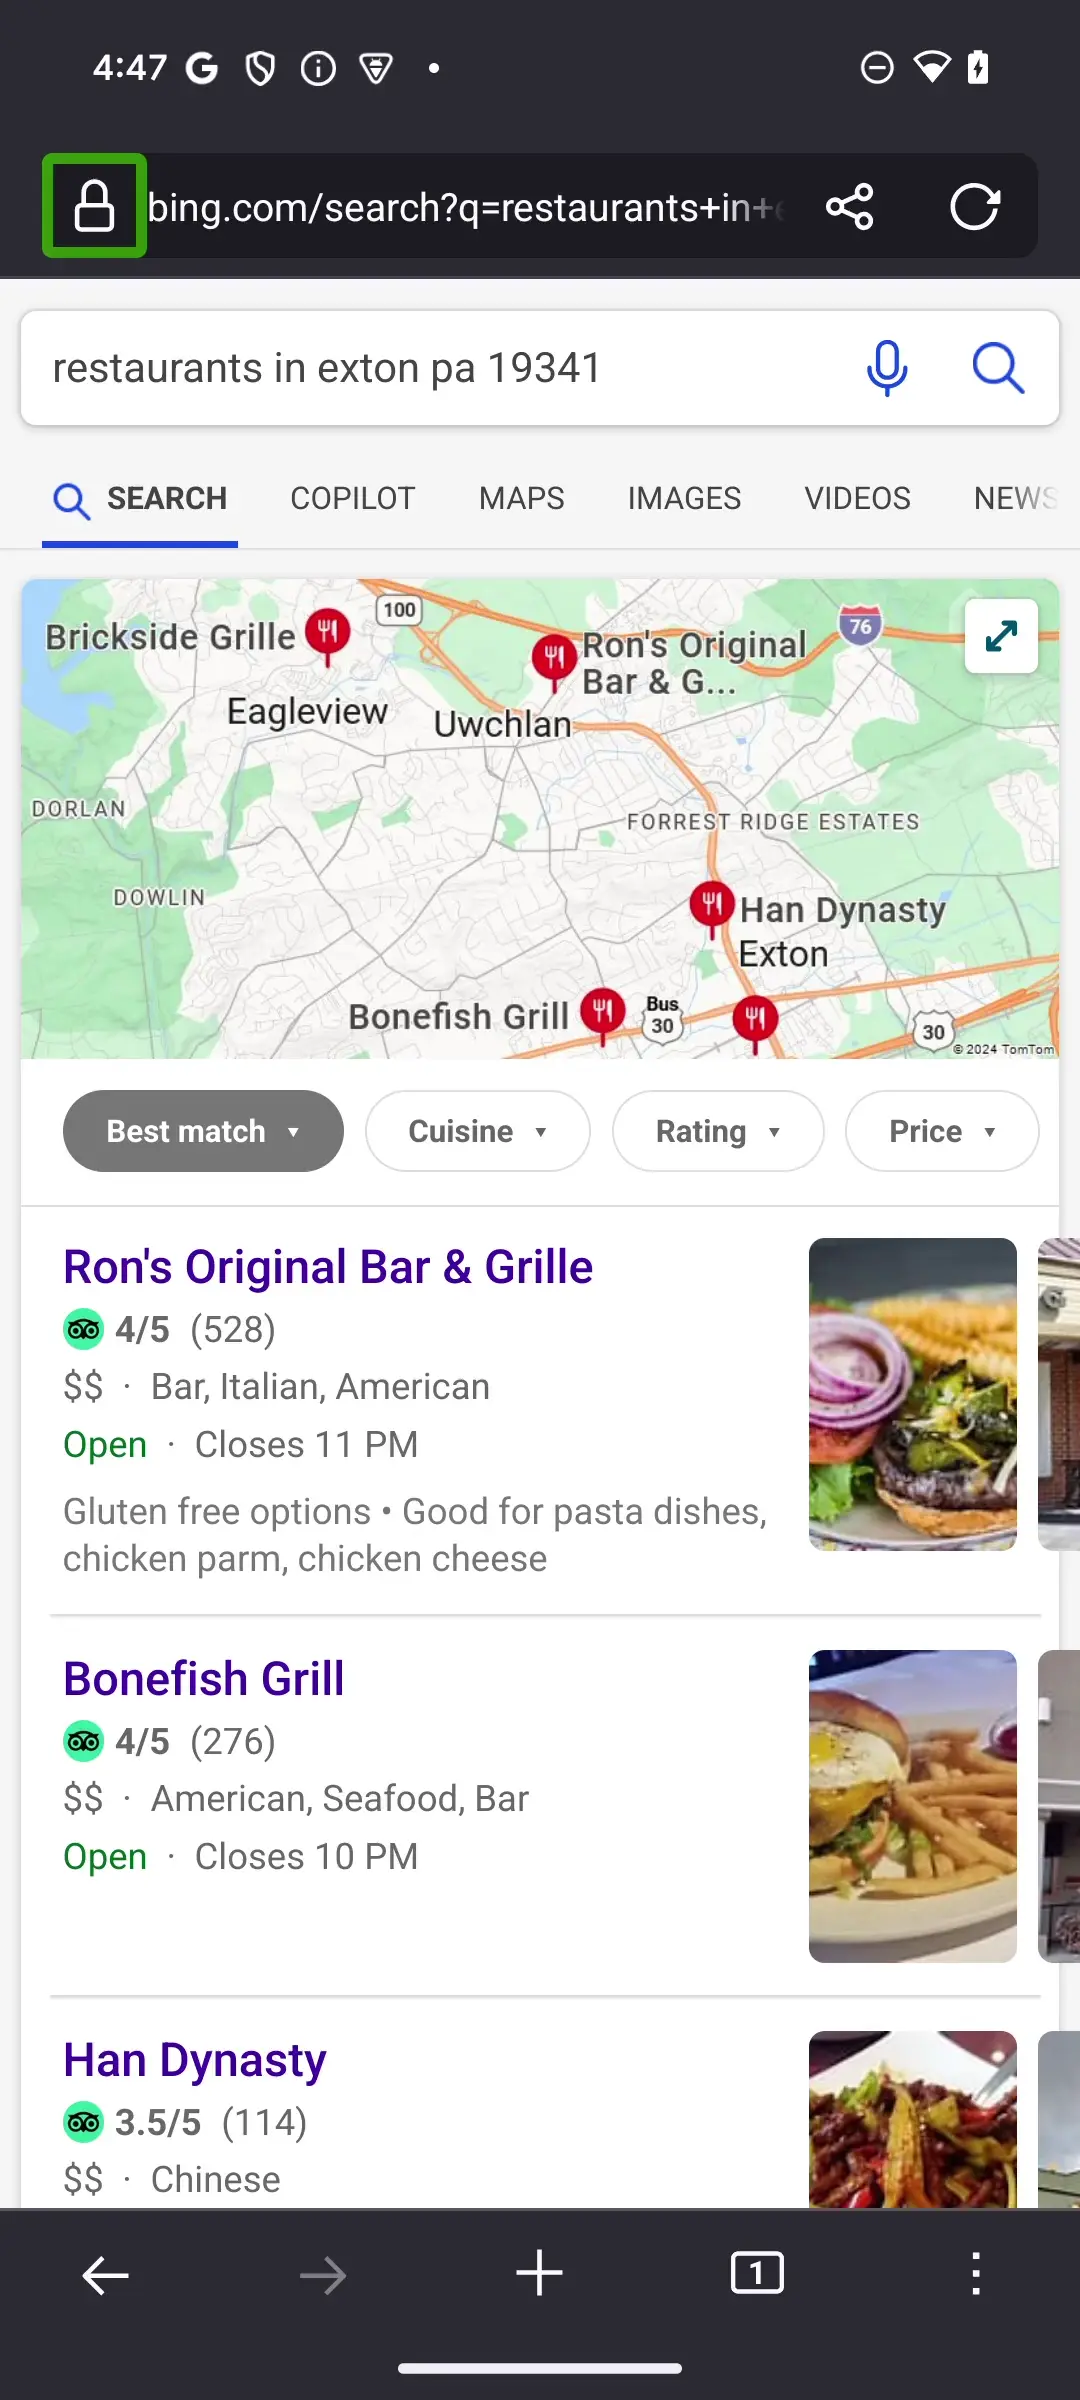 4:47
bing.com/search?q=restaurants+in+
restaurants in exton pa 19341
SEARCH COPILOT MAPS IMAGES VIDEOS NEWS
100
76
Brickside Grille
Ron's Original
Bar & G...
Eagleview
Uwchlan
DORLAN
FORREST RIDGE ESTATES
DOWLIN
Han Dynasty
Exton
Bonefish Grill
Bus
30
30
© 2024 TomTom
Best match Cuisine Rating Price
Ron's Original Bar & Grille
4/5 (528)
$$ · Bar, Italian, American
Open · Closes 11 PM
Gluten free options • Good for pasta dishes,
chicken parm, chicken cheese
Bonefish Grill
4/5 (276)
$$ · American, Seafood, Bar
Open · Closes 10 PM
Han Dynasty
3.5/5 (114)
$$ · Chinese
1